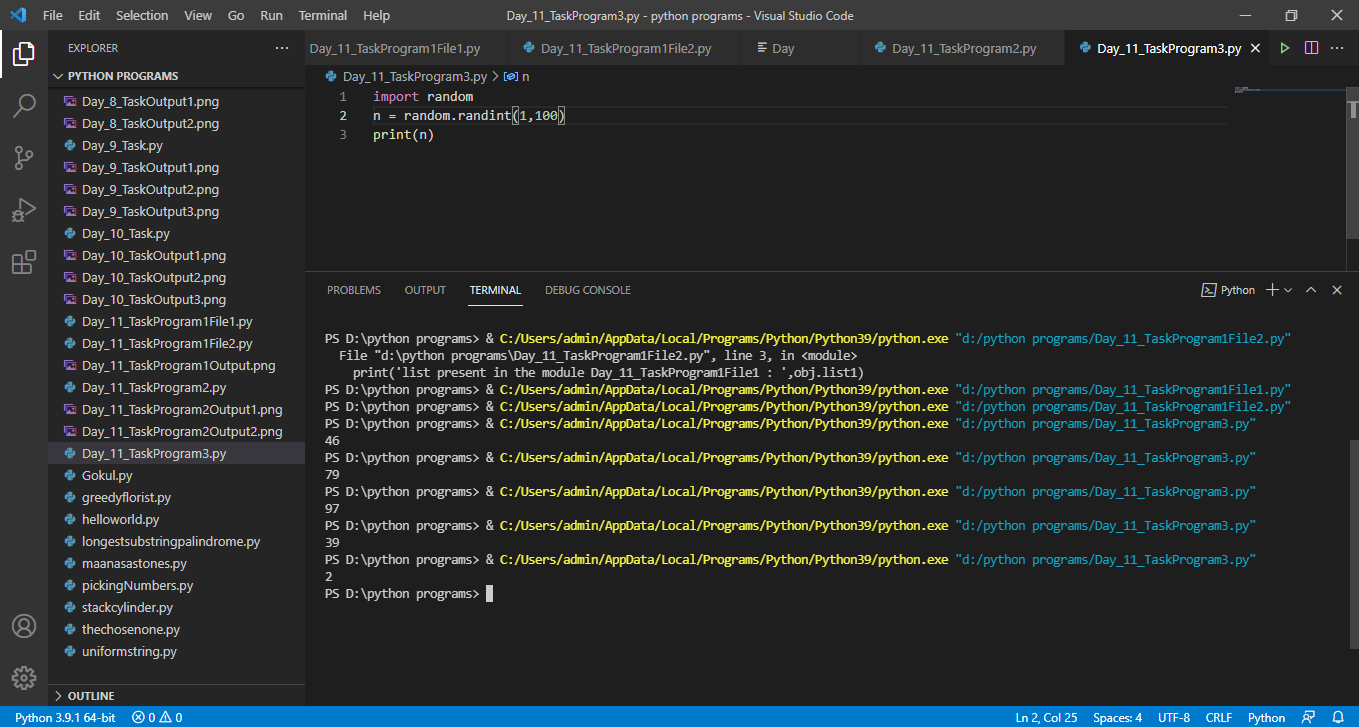 File Edit Selection View Go Run Terminal Help
Day_11_TaskProgram3.py - python programs - Visual Studio Code
EXPLORER
PYTHON PROGRAMS
Day_8_TaskOutput1.png
Day_8_TaskOutput2.png
Day_9_Task.py
Day_9_TaskOutput1.png
Day_9_TaskOutput2.png
Day_9_TaskOutput3.png
Day_10_Task.py
Day_10_TaskOutput1.png
Day_10_TaskOutput2.png
Day_10_TaskOutput3.png
Day_11_TaskProgram1File1.py
Day_11_TaskProgram1File2.py
Day_11_TaskProgram1Output.png
Day_11_TaskProgram2.py
Day_11_TaskProgram2Output1.png
Day_11_TaskProgram2Output2.png
Day_11_TaskProgram3.py
Gokul.py
greedyflorist.py
helloworld.py
longestsubstringpalindrome.py
maanasastones.py
pickingNumbers.py
stackcylinder.py
thechosenone.py
uniformstring.py
OUTLINE
Day_11_TaskProgram1File1.py Day_11_TaskProgram1File2.py Day Day_11_TaskProgram2.py Day_11_TaskProgram3.py
Day_11_TaskProgram3.py > n
1 import random
2 n = random.randint(1,100)
3 print(n)
PROBLEMS OUTPUT TERMINAL DEBUG CONSOLE Python
PS D:\python programs> & C:/Users/admin/AppData/Local/Programs/Python/Python39/python.exe "d:/python programs/Day_11_TaskProgram1File2.py"
File "d:\python programs\Day_11_TaskProgram1File2.py", line 3, in <module>
print('list present in the module Day_11_TaskProgram1File1 : ',obj.list1)
PS D:\python programs> & C:/Users/admin/AppData/Local/Programs/Python/Python39/python.exe "d:/python programs/Day_11_TaskProgram1File1.py"
PS D:\python programs> & C:/Users/admin/AppData/Local/Programs/Python/Python39/python.exe "d:/python programs/Day_11_TaskProgram1File2.py"
PS D:\python programs> & C:/Users/admin/AppData/Local/Programs/Python/Python39/python.exe "d:/python programs/Day_11_TaskProgram3.py"
46
PS D:\python programs> & C:/Users/admin/AppData/Local/Programs/Python/Python39/python.exe "d:/python programs/Day_11_TaskProgram3.py"
79
PS D:\python programs> & C:/Users/admin/AppData/Local/Programs/Python/Python39/python.exe "d:/python programs/Day_11_TaskProgram3.py"
97
PS D:\python programs> & C:/Users/admin/AppData/Local/Programs/Python/Python39/python.exe "d:/python programs/Day_11_TaskProgram3.py"
39
PS D:\python programs> & C:/Users/admin/AppData/Local/Programs/Python/Python39/python.exe "d:/python programs/Day_11_TaskProgram3.py"
2
PS D:\python programs>
Python 3.9.1 64-bit 0 0 Ln 2, Col 25 Spaces: 4 UTF-8 CRLF Python